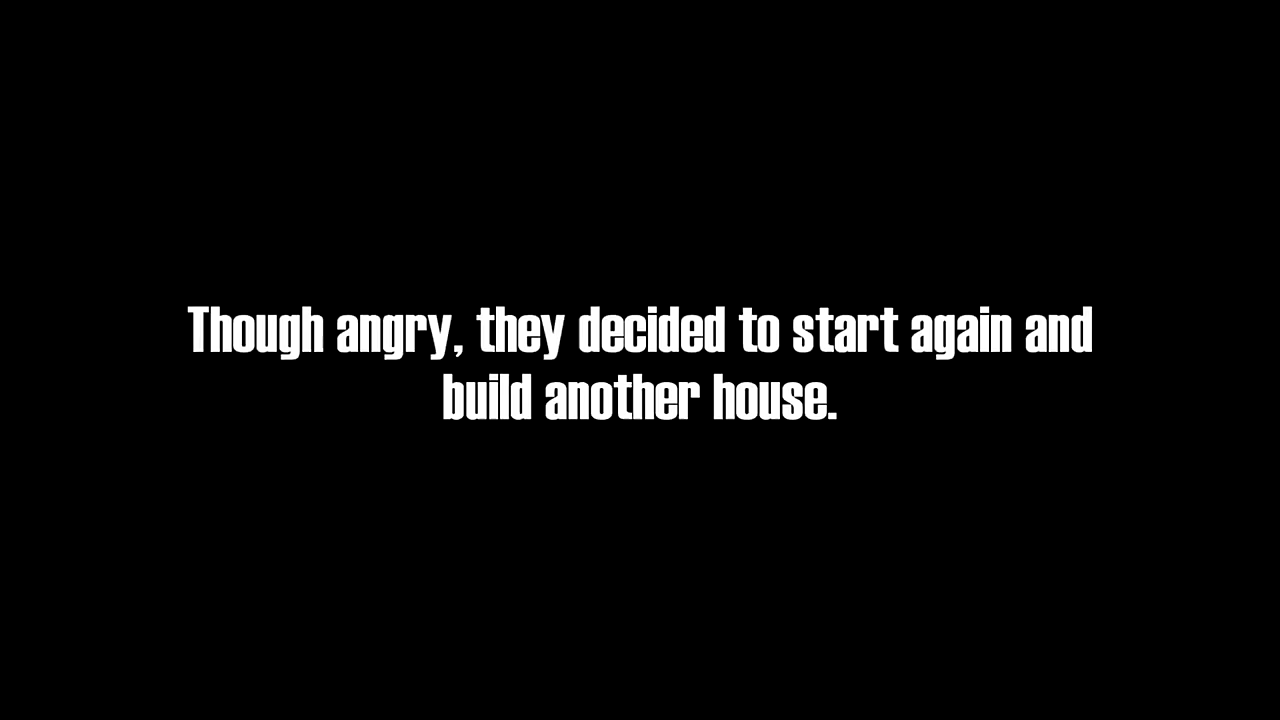 Though angry, they decided to start again and
build another house.